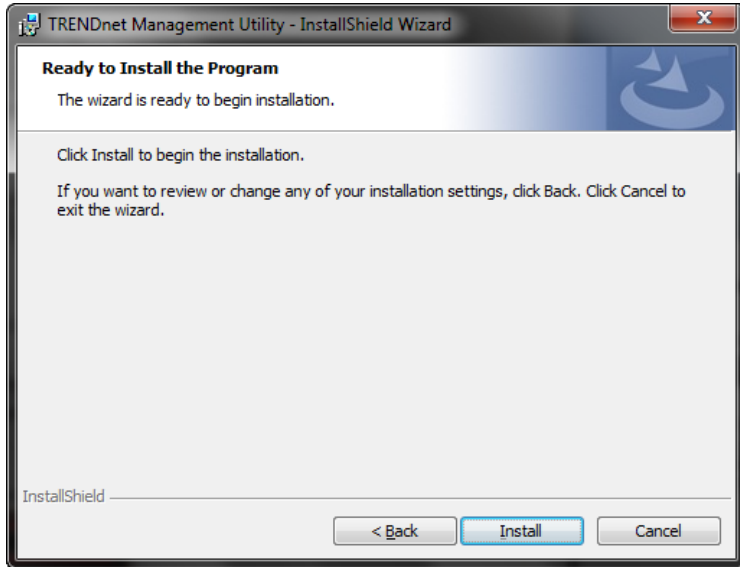 TRENDnet Management Utility - InstallShield Wizard
Ready to Install the Program
The wizard is ready to begin installation.
Click Install to begin the installation.
If you want to review or change any of your installation settings, click Back. Click Cancel to
exit the wizard.
InstallShield
< Back
Install
Cancel